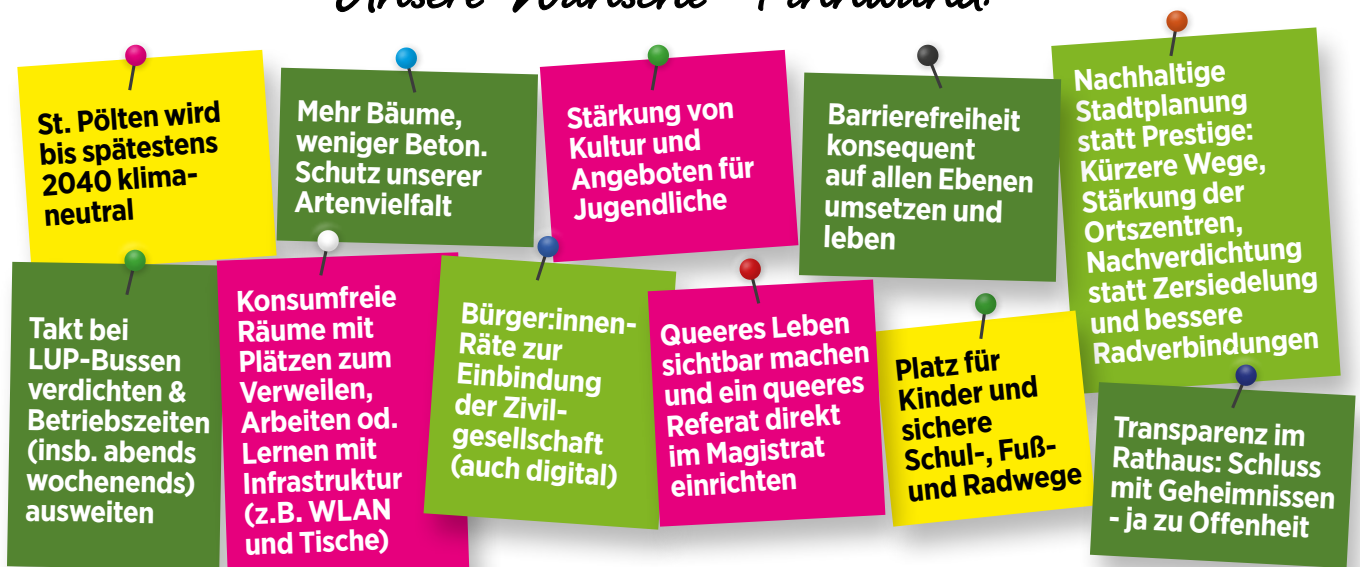 Unsere Wünsche - Pinnwand:
St. Pölten wird
bis spätestens
2040 klima-
neutral
Mehr Bäume,
weniger Beton.
Schutz unserer
Artenvielfalt
Stärkung von
Kultur und
Angeboten für
Jugendliche
Barrierefreiheit
konsequent
auf allen Ebenen
umsetzen und
leben
Nachhaltige
Stadtplanung
statt Prestige:
Kürzere Wege,
Stärkung der
Ortszentren,
Nachverdichtung
statt Zersiedelung
und bessere
Radverbindungen
Takt bei
LUP-Bussen
verdichten &
Betriebszeiten
(insb. abends
wochenends)
ausweiten
Konsumfreie
Räume mit
Plätzen zum
Verweilen,
Arbeiten od.
Lernen mit
Infrastruktur
(z.B. WLAN
und Tische)
Bürger:innen-
Räte zur
Einbindung
der Zivil-
gesellschaft
(auch digital)
Queeres Leben
sichtbar machen
und ein queeres
Referat direkt
im Magistrat
einrichten
Platz für
Kinder und
sichere
Schul-, Fuß-
und Radwege
Transparenz im
Rathaus: Schluss
mit Geheimnissen
- ja zu Offenheit